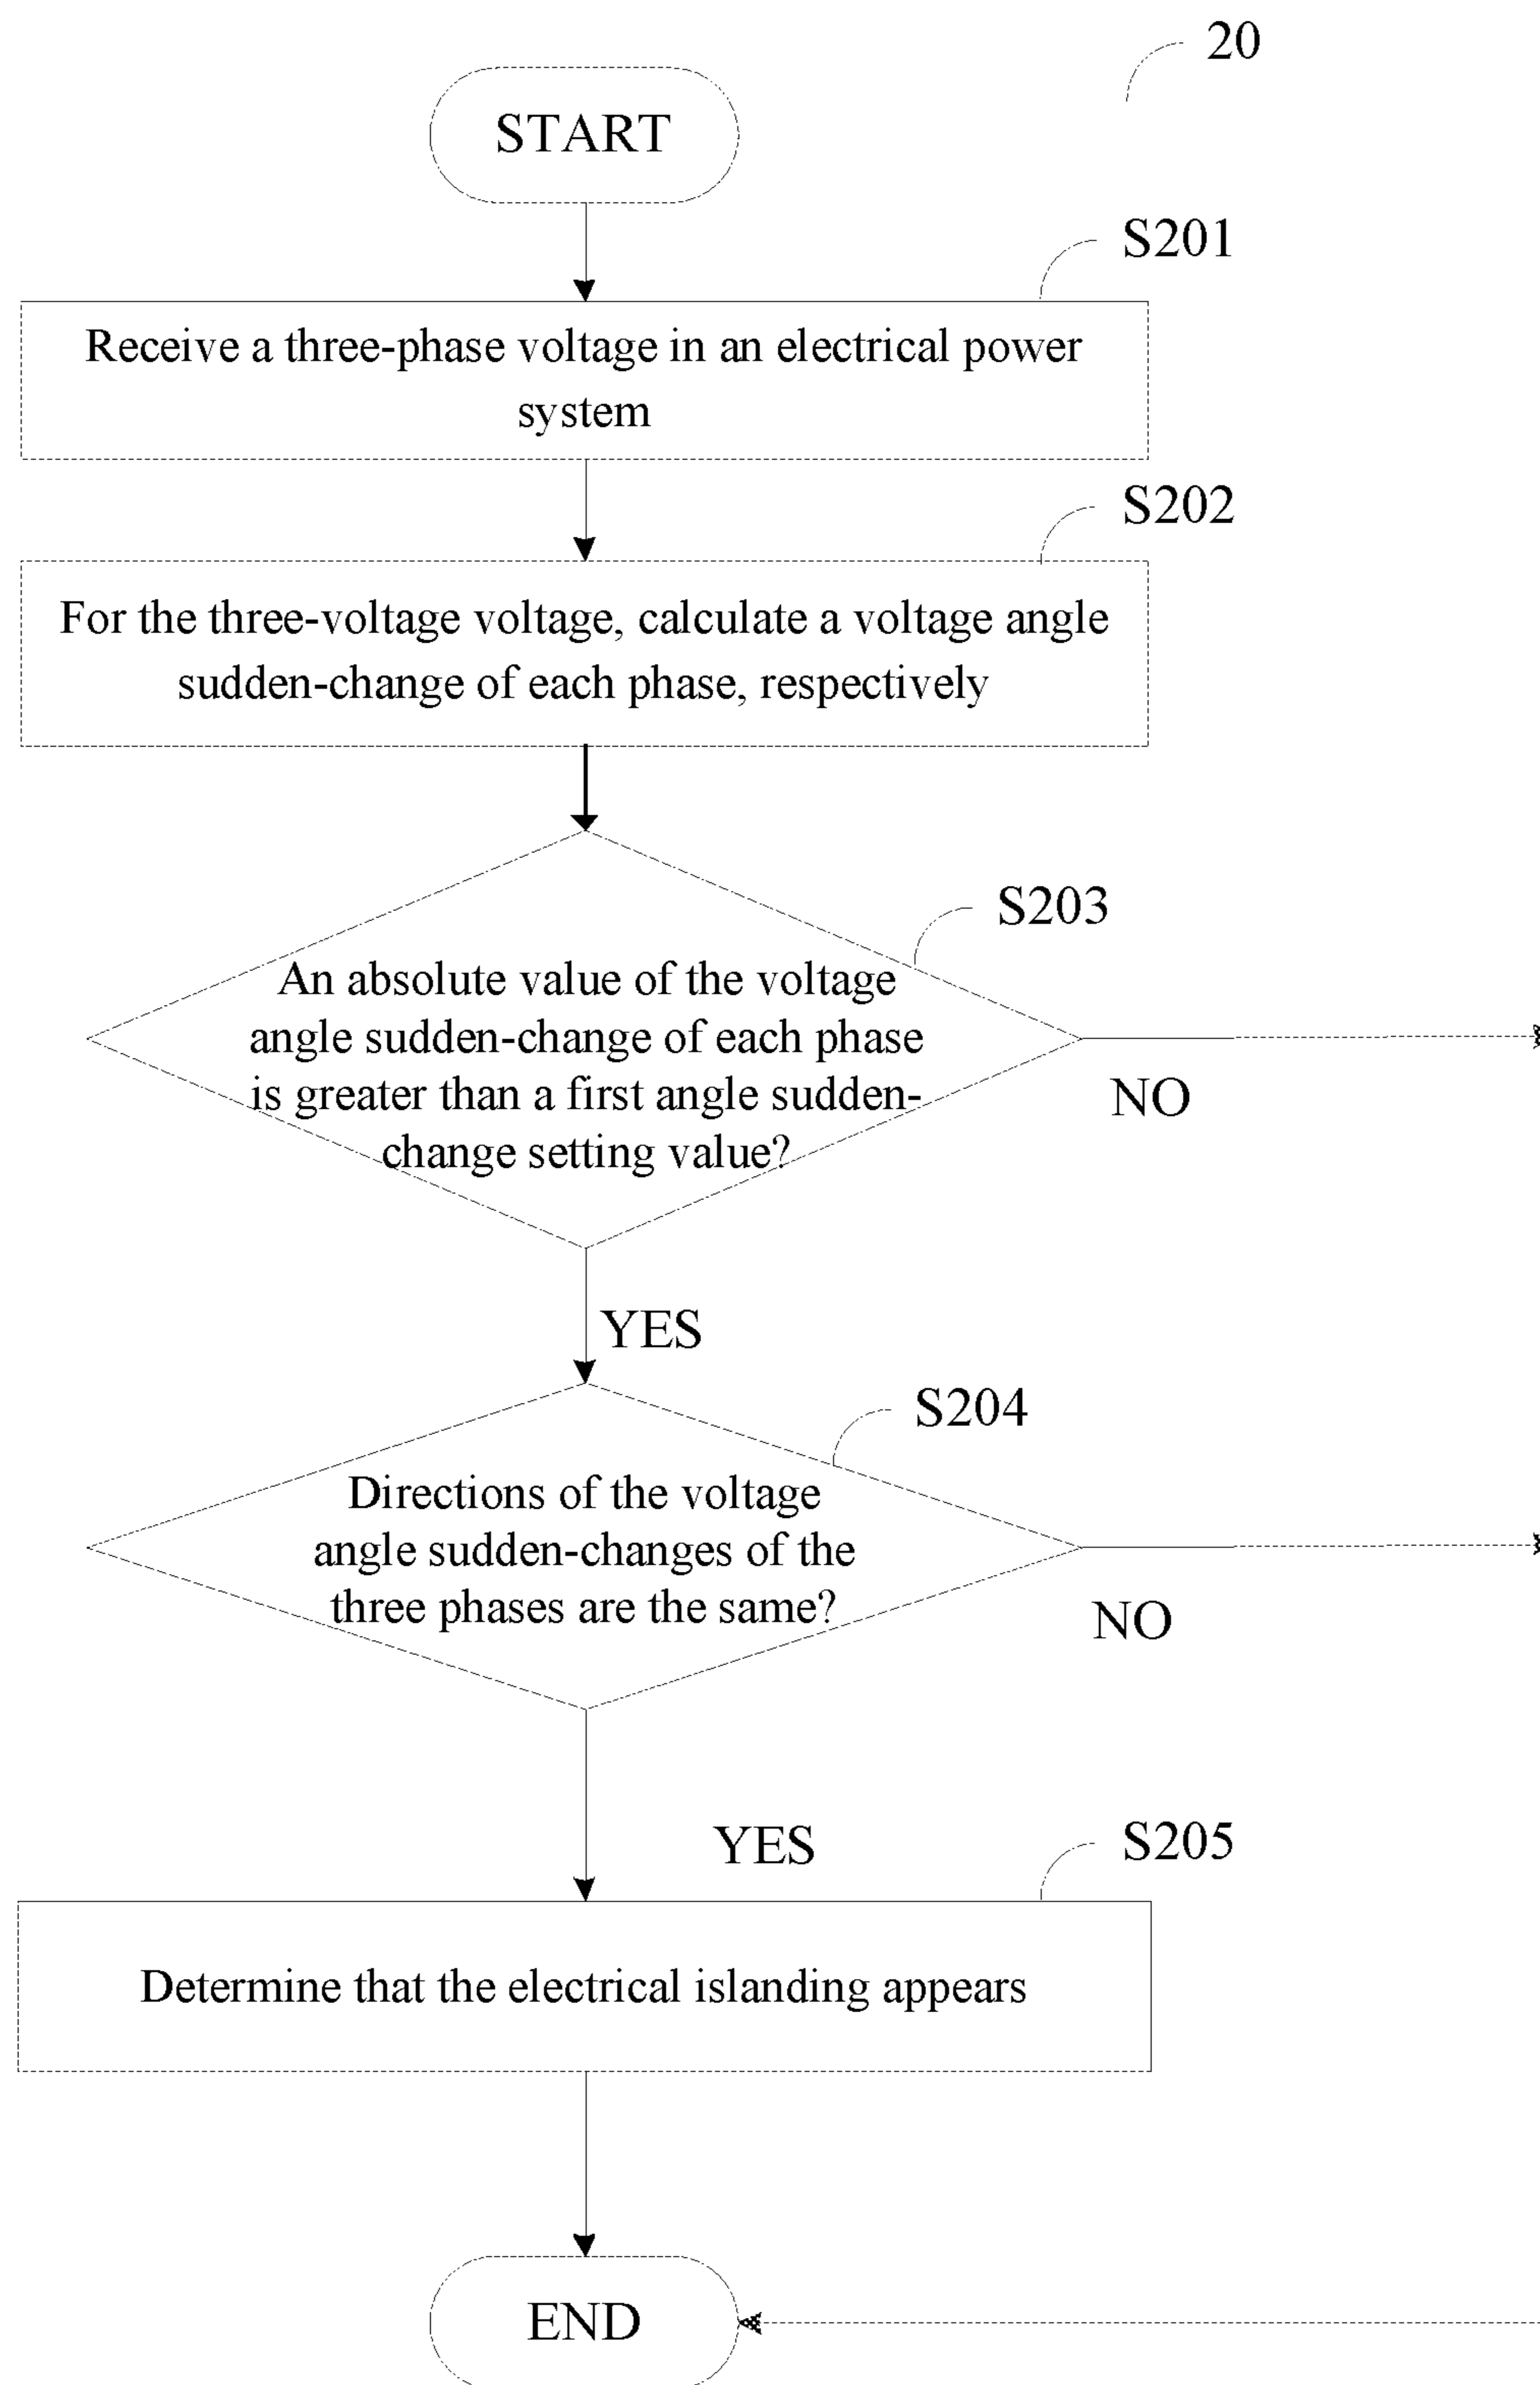 20
START
S201
Receive a three-phase voltage in an electrical power
system
S202
For the three-voltage voltage, calculate a voltage angle
sudden-change of each phase, respectively
S203
An absolute value of the voltage
angle sudden-change of each phase
is greater than a first angle sudden-
change setting value?
NO
YES
S204
Directions of the voltage
angle sudden-changes of the
three phases are the same?
NO
YES
S205
Determine that the electrical islanding appears
END